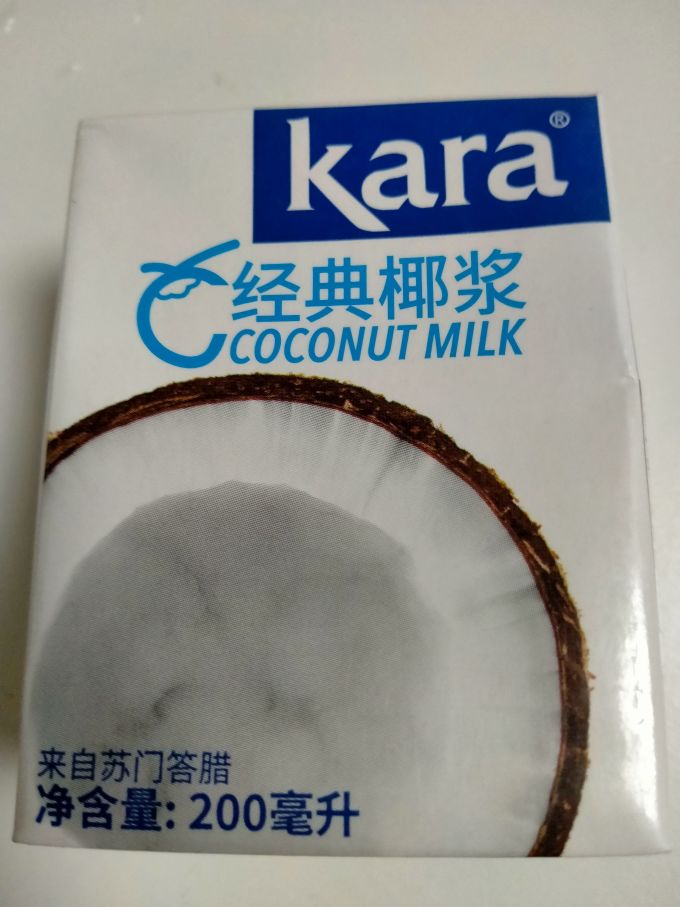 kara®
经典椰浆
COCONUT MILK
来自苏门答腊
净含量: 200毫升